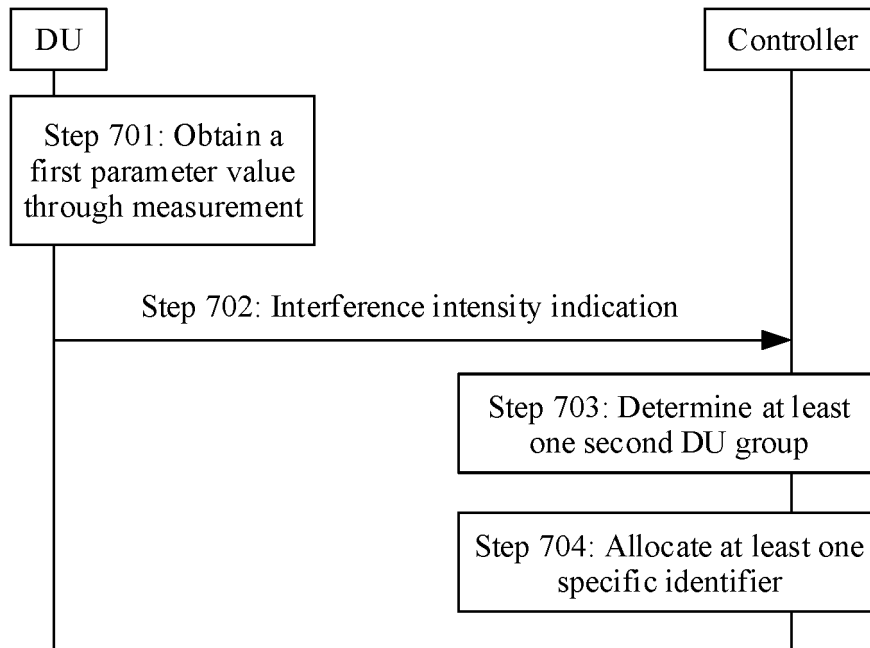 DU
Controller
Step 701: Obtain a
first parameter value
through measurement
Step 702: Interference intensity indication
Step 703: Determine at least
one second DU group
Step 704: Allocate at least one
specific identifier